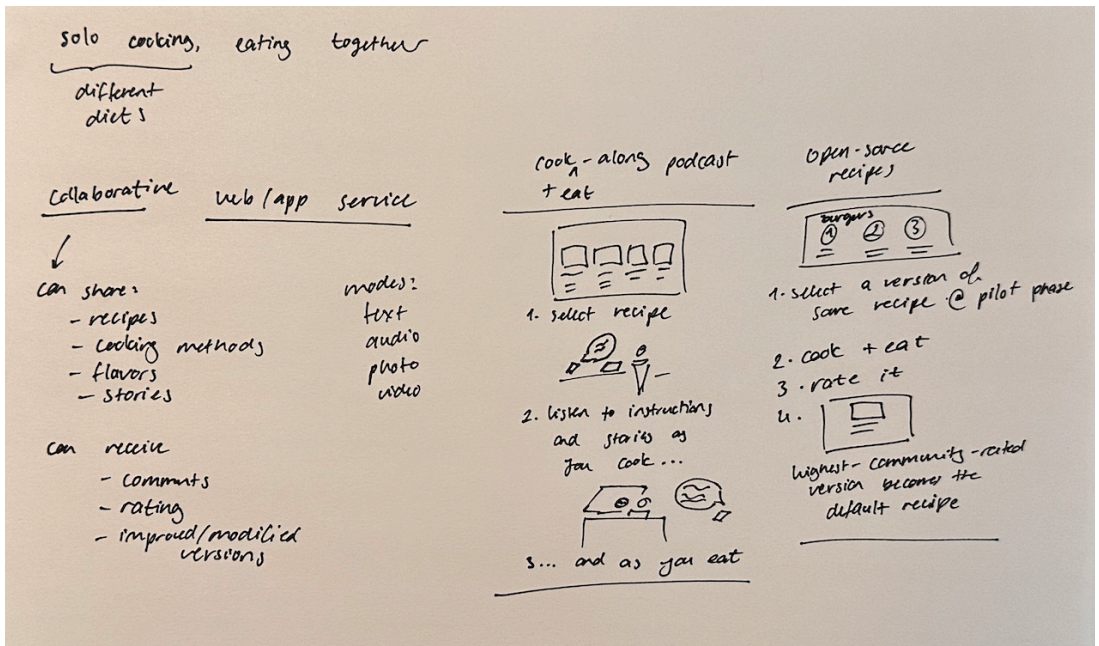 solo cooking, eating together
different
diets
collaborative web/app service
can share:
- recipes
- cooking methods
- flavors
- stories
modes:
text
audio
photo
video
can receive
- comments
- rating
- improved/modified
versions
cook ^ -along podcast
+ eat
1. select recipe
2. listen to instructions
and stories as
you cook...
3... and as you eat
open-sorce
recipes
burgers
1 2 3
1. select a version of
same recipe @ pilot phase
2. cook + eat
3. rate it
4.
highest-community-rated
version becomes the
default recipe